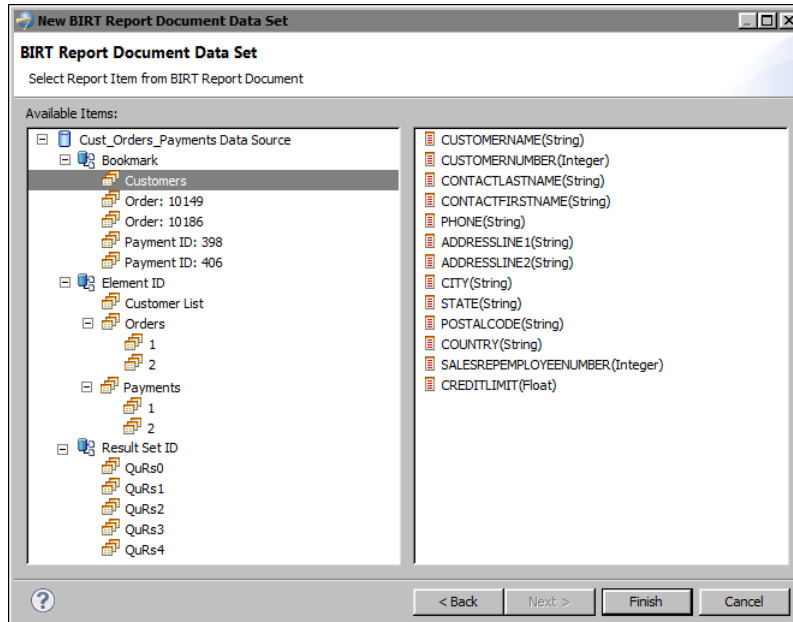 New BIRT Report Document Data Set
BIRT Report Document Data Set
Select Report Item from BIRT Report Document
Available Items:
Cust_Orders_Payments Data Source
Bookmark
Customers
Order: 10149
Order: 10186
Payment ID: 398
Payment ID: 406
Element ID
Customer List
Orders
1
2
Payments
1
2
Result Set ID
QuRs0
QuRs1
QuRs2
QuRs3
QuRs4
CUSTOMERNAME(String)
CUSTOMERNUMBER(Integer)
CONTACTLASTNAME(String)
CONTACTFIRSTNAME(String)
PHONE(String)
ADDRESSLINE1(String)
ADDRESSLINE2(String)
CITY(String)
STATE(String)
POSTALCODE(String)
COUNTRY(String)
SALESREPEMPLOYEENUMBER(Integer)
CREDITLIMIT(Float)
?
< Back
Next >
Finish
Cancel